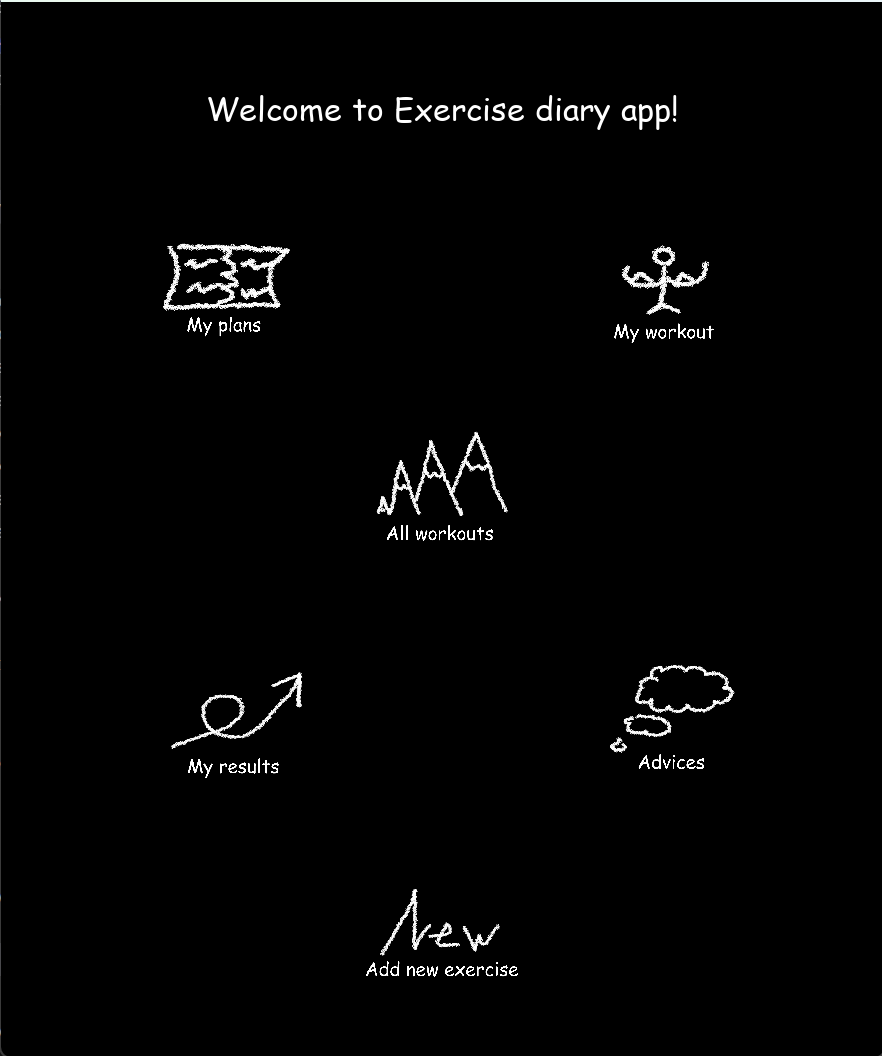 Welcome to Exercise diary app!
My plans
My workout
All workouts
My results
Advices
New
Add new exercise